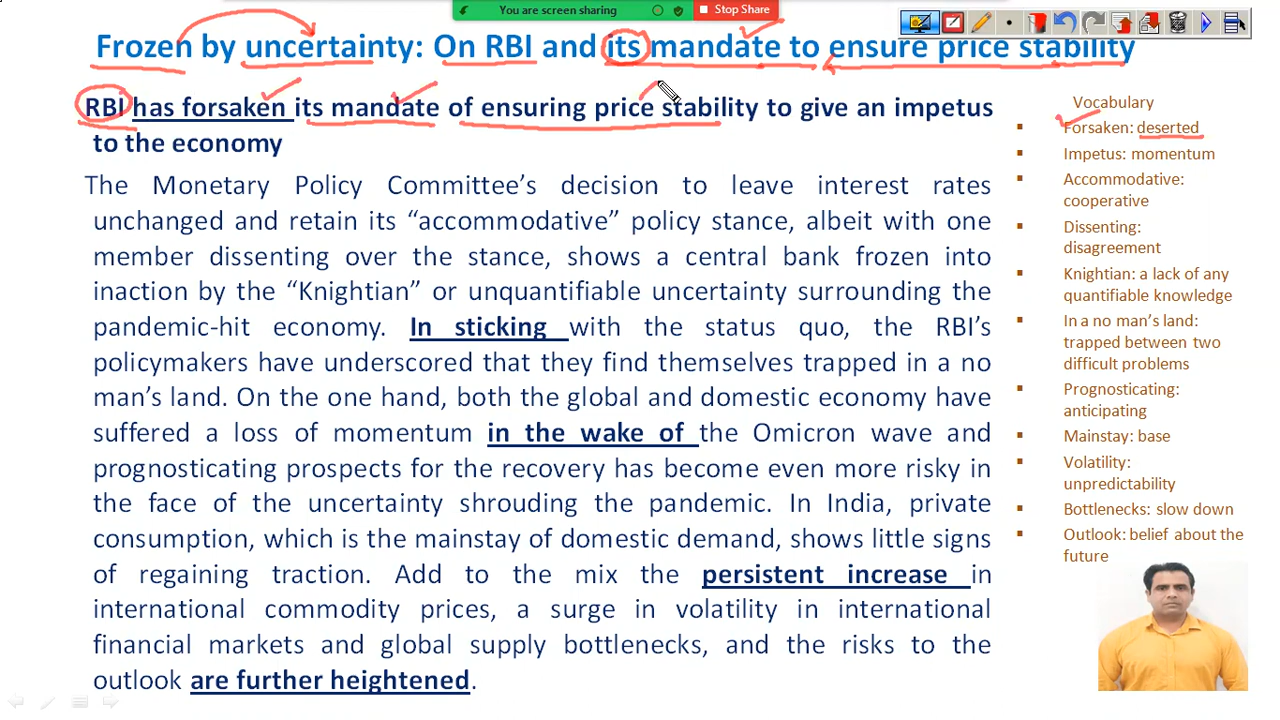 You are screen sharing
Stop Share
Frozen by uncertainty: On RBI and its mandate to ensure price stability
RBI has forsaken its mandate of ensuring price stability to give an impetus
to the economy
The Monetary Policy Committee’s decision to leave interest rates
unchanged and retain its “accommodative” policy stance, albeit with one
member dissenting over the stance, shows a central bank frozen into
inaction by the “Knightian” or unquantifiable uncertainty surrounding the
pandemic-hit economy. In sticking with the status quo, the RBI’s
policymakers have underscored that they find themselves trapped in a no
man’s land. On the one hand, both the global and domestic economy have
suffered a loss of momentum in the wake of the Omicron wave and
prognosticating prospects for the recovery has become even more risky in
the face of the uncertainty shrouding the pandemic. In India, private
consumption, which is the mainstay of domestic demand, shows little signs
of regaining traction. Add to the mix the persistent increase in
international commodity prices, a surge in volatility in international
financial markets and global supply bottlenecks, and the risks to the
outlook are further heightened.
Vocabulary
Forsaken: deserted
Impetus: momentum
Accommodative:
cooperative
Dissenting:
disagreement
Knightian: a lack of any
quantifiable knowledge
In a no man’s land:
trapped between two
difficult problems
Prognosticating:
anticipating
Mainstay: base
Volatility:
unpredictability
Bottlenecks: slow down
Outlook: belief about the
future